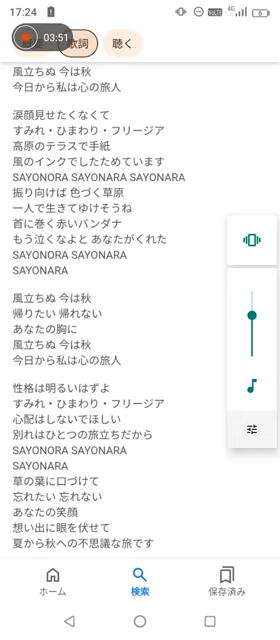 17:24
4G
6
03:51
歌詞
聴く
風立ちぬ 今は秋
今日から私は心の旅人
涙顔見せたくなくて
すみれ・ひまわり・フリージア
高原のテラスで手紙
風のインクでしたためています
SAYONORA SAYONARA SAYONARA
振り向けば 色づく草原
一人で生きてゆけそうね
首に巻く赤いバンダナ
もう泣くなよと あなたがくれた
SAYONORA SAYONARA
SAYONARA
風立ちぬ 今は秋
帰りたい 帰れない
あなたの胸に
風立ちぬ 今は秋
今日から私は心の旅人
性格は明るいはずよ
すみれ・ひまわり・フリージア
心配はしないでほしい
別れはひとつの旅立ちだから
SAYONORA SAYONARA
SAYONARA
草の葉に口づけて
忘れたい 忘れない
あなたの笑顔
想い出に眼を伏せて
夏から秋への不思議な旅です
ホーム
検索
保存済み